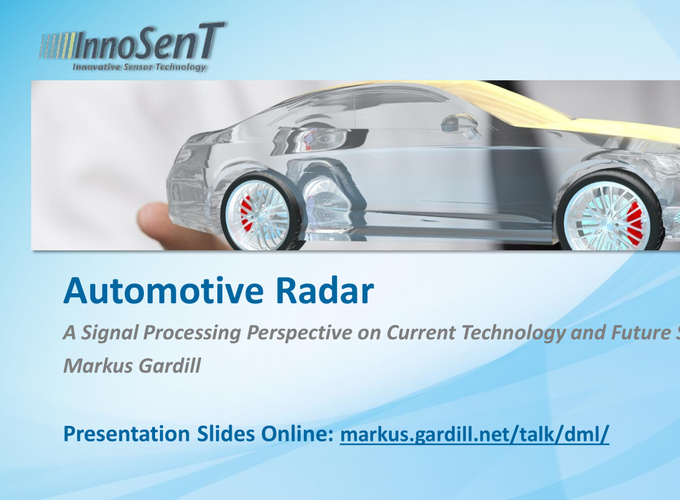 InnoSenT
Innovative Sensor Technology
Automotive Radar
A Signal Processing Perspective on Current Technology and Future S
Markus Gardill
Presentation Slides Online: markus.gardill.net/talk/dml/